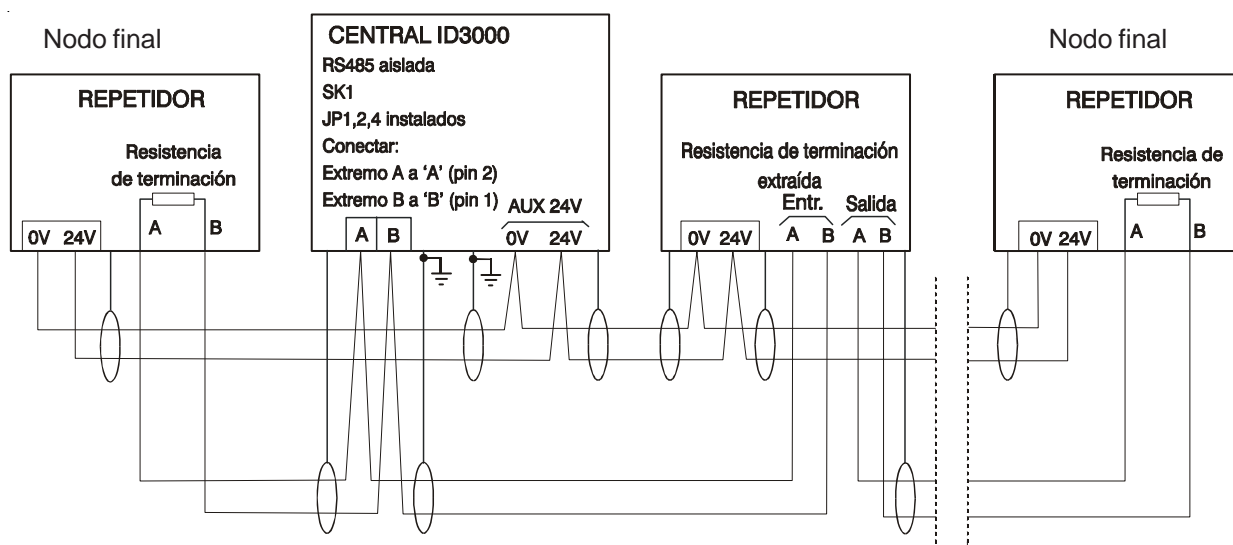 Nodo final
REPETIDOR
Resistencia
de terminación
0V 24V
A
B
CENTRAL ID3000
RS485 aislada
SK1
JP1,2,4 instalados
Conectar:
Extremo A a ‘A’ (pin 2)
Extremo B a ‘B’ (pin 1)
A B
AUX 24V
0V 24V
REPETIDOR
Resistencia de terminación
extraída
Entr. Salida
0V 24V A B A B
Nodo final
REPETIDOR
Resistencia de
terminación
0V 24V
A
B